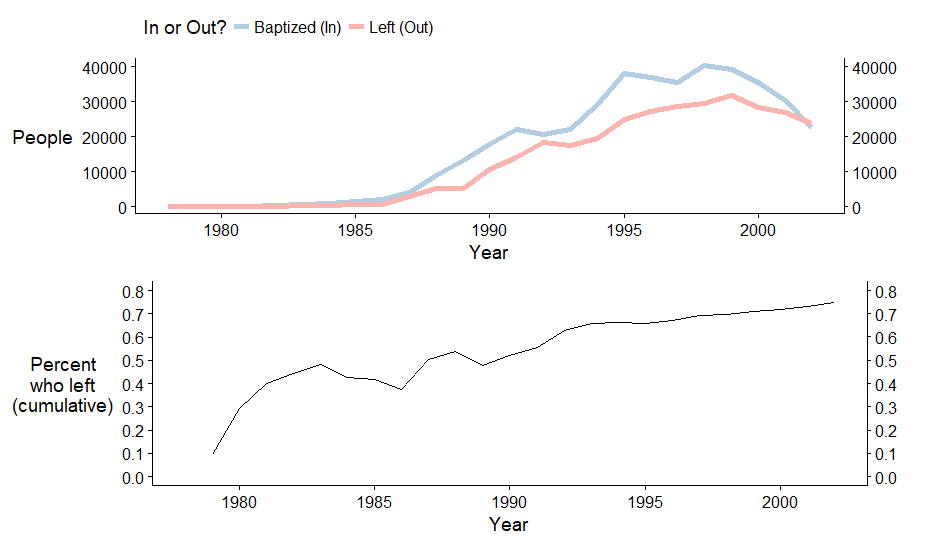 In or Out? Baptized (In) Left (Out)
40000 40000
30000 30000
People 20000 20000
10000 10000
0 0
1980 1985 1990 1995 2000
Year
0.8 0.8
0.7 0.7
0.6 0.6
Percent 0.5 0.5
who left 0.4 0.4
(cumulative) 0.3 0.3
0.2 0.2
0.1 0.1
0.0 0.0
1980 1985 1990 1995 2000
Year